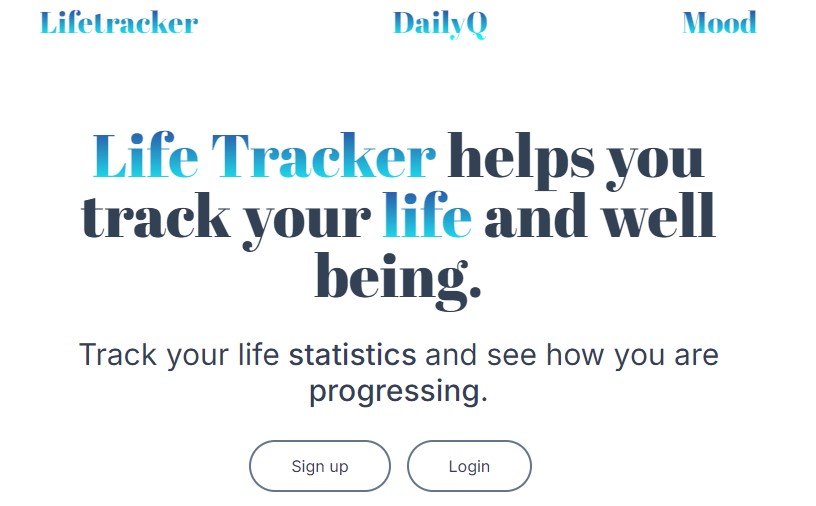 Lifetracker DailyQ Mood
Life Tracker helps you
track your life and well
being.
Track your life statistics and see how you are
progressing.
Sign up Login